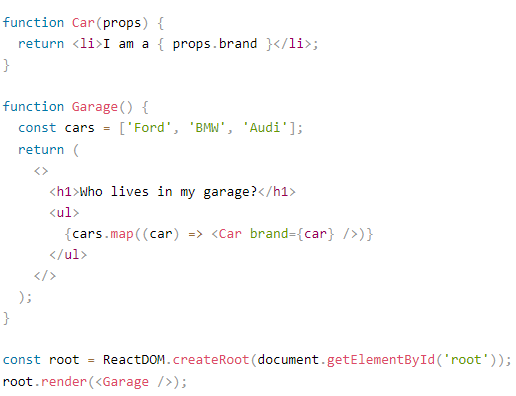 function Car(props) {
  return <li>I am a { props.brand }</li>;
}

function Garage() {
  const cars = ['Ford', 'BMW', 'Audi'];
  return (
    <>
      <h1>Who lives in my garage?</h1>
      <ul>
        {cars.map((car) => <Car brand={car} />)}
      </ul>
    </>
  );
}

const root = ReactDOM.createRoot(document.getElementById('root'));
root.render(<Garage />);